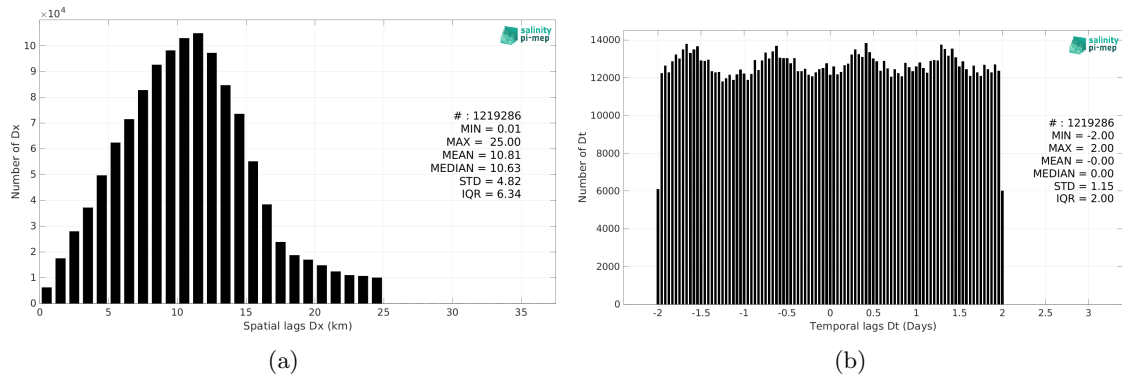 ×10⁴
10
9
8
7
6
5
4
3
2
1
0
Number of Dx
salinity
pi-mep
# : 1219286
MIN = 0.01
MAX = 25.00
MEAN = 10.81
MEDIAN = 10.63
STD = 4.82
IQR = 6.34
0 5 10 15 20 25 30 35
Spatial lags Dx (km)
(a)
14000
12000
10000
8000
6000
4000
2000
0
Number of Dt
salinity
pi-mep
# : 1219286
MIN = -2.00
MAX = 2.00
MEAN = -0.00
MEDIAN = 0.00
STD = 1.15
IQR = 2.00
-2 -1.5 -1 -0.5 0 0.5 1 1.5 2 2.5 3
Temporal lags Dt (Days)
(b)